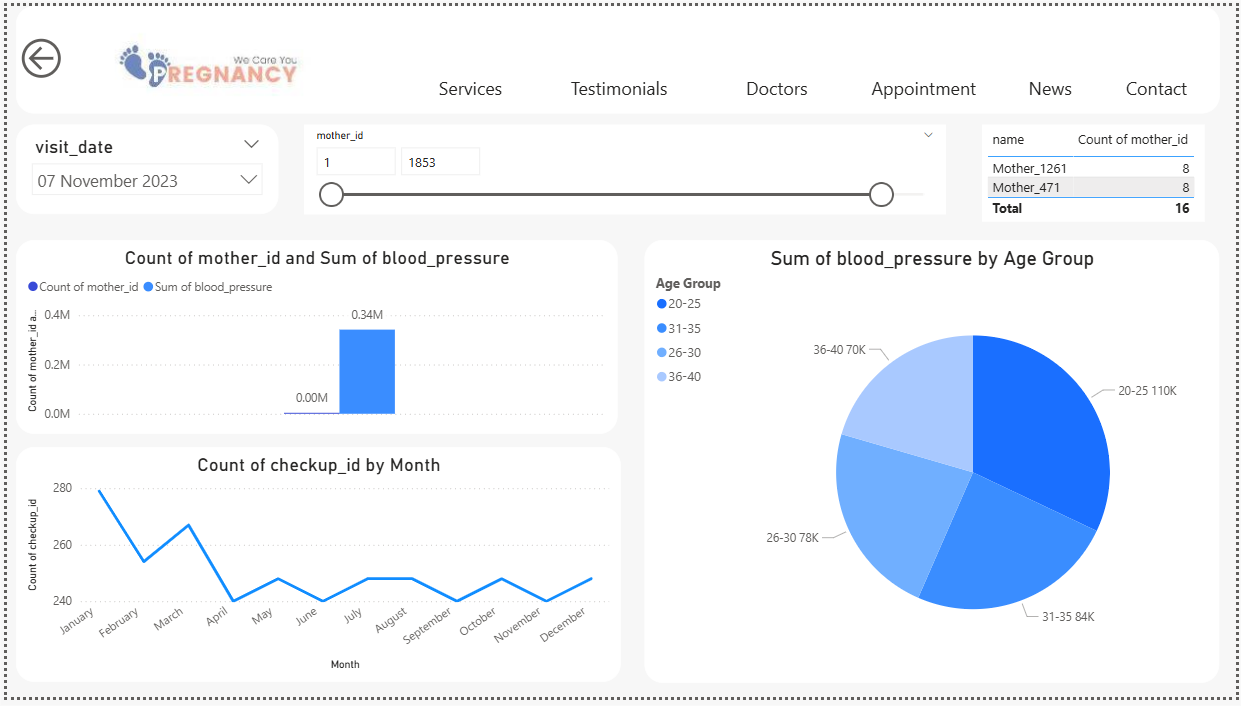 We Care You
PREGNANCY
Services Testimonials Doctors Appointment News Contact
visit_date
07 November 2023
mother_id
1 1853
name Count of mother_id
Mother_1261 8
Mother_471 8
Total 16
Count of mother_id and Sum of blood_pressure
Count of mother_id Sum of blood_pressure
Count of mother_id a...
0.4M
0.2M
0.0M
0.00M
0.34M
Count of checkup_id by Month
Count of checkup_id
280
260
240
January February March April May June July August September October November December
Month
Sum of blood_pressure by Age Group
Age Group
20-25
31-35
26-30
36-40
36-40 70K
20-25 110K
26-30 78K
31-35 84K